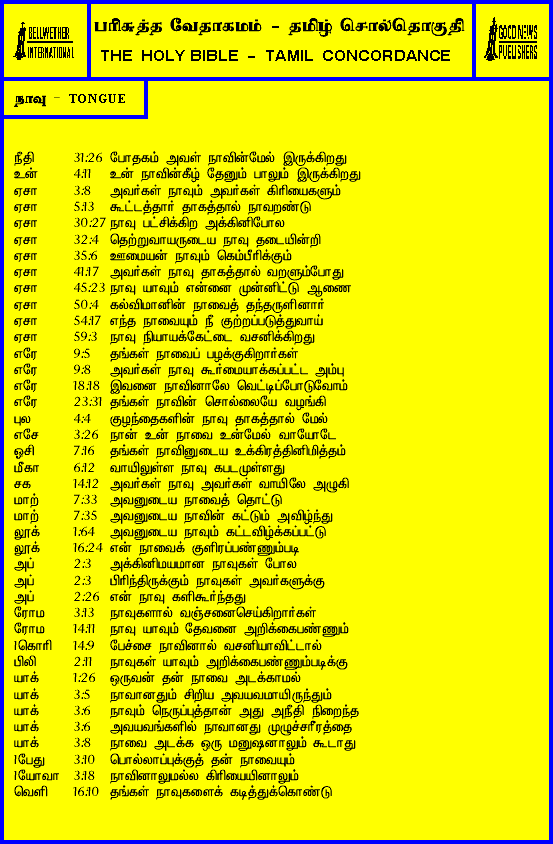 BELLWETHER
INTERNATIONAL
பரிசுத்த வேதாகமம் - தமிழ் சொல்தொகுதி
THE HOLY BIBLE - TAMIL CONCORDANCE
GOOD NEWS
PUBLISHERS
நாவு - TONGUE
நீதி 31:26 போதகம் அவள் நாவின்மேல் இருக்கிறது
உன் 4:11 உன் நாவின்கீழ் தேனும் பாலும் இருக்கிறது
ஏசா 3:8 அவர்கள் நாவும் அவர்கள் கிரியைகளும்
ஏசா 5:13 கூட்டத்தார் தாகத்தால் நாவறண்டு
ஏசா 30:27 நாவு பட்சிக்கிற அக்கினிபோல
ஏசா 32:4 தெற்றுவாயருடைய நாவு தடையின்றி
ஏசா 35:6 ஊமையன் நாவும் கெம்பீரிக்கும்
ஏசா 41:17 அவர்கள் நாவு தாகத்தால் வறளும்போது
ஏசா 45:23 நாவு யாவும் என்னை முன்னிட்டு ஆணை
ஏசா 50:4 கல்விமானின் நாவைத் தந்தருளினார்
ஏசா 54:17 எந்த நாவையும் நீ குற்றப்படுத்துவாய்
ஏசா 59:3 நாவு நியாயக்கேட்டை வசனிக்கிறது
எரே 9:5 தங்கள் நாவைப் பழக்குகிறார்கள்
எரே 9:8 அவர்கள் நாவு கூர்மையாக்கப்பட்ட அம்பு
எரே 18:18 இவனை நாவினாலே வெட்டிப்போடுவோம்
எரே 23:31 தங்கள் நாவின் சொல்லையே வழங்கி
புல 4:4 குழந்தைகளின் நாவு தாகத்தால் மேல்
எசே 3:26 நான் உன் நாவை உன்மேல் வாயோடே
ஓசி 7:16 தங்கள் நாவினுடைய உக்கிரத்தினிமித்தம்
மீகா 6:12 வாயிலுள்ள நாவு கபடமுள்ளது
சக 14:12 அவர்கள் நாவு அவர்கள் வாயிலே அழுகி
மாற் 7:33 அவனுடைய நாவைத் தொட்டு
மாற் 7:35 அவனுடைய நாவின் கட்டும் அவிழ்ந்து
லூக் 1:64 அவனுடைய நாவும் கட்டவிழ்க்கப்பட்டு
லூக் 16:24 என் நாவைக் குளிரப்பண்ணும்படி
அப் 2:3 அக்கினிமயமான நாவுகள் போல
அப் 2:3 பிரிந்திருக்கும் நாவுகள் அவர்களுக்கு
அப் 2:26 என் நாவு களிகூர்ந்தது
ரோம 3:13 நாவுகளால் வஞ்சனைசெய்கிறார்கள்
ரோம 14:11 நாவு யாவும் தேவனை அறிக்கைபண்ணும்
1கொரி 14:9 பேச்சை நாவினால் வசனியாவிட்டால்
பிலி 2:11 நாவுகள் யாவும் அறிக்கைபண்ணும்படிக்கு
யாக் 1:26 ஒருவன் தன் நாவை அடக்காமல்
யாக் 3:5 நாவானதும் சிறிய அவயவமாயிருந்தும்
யாக் 3:6 நாவும் நெருப்புத்தான் அது அநீதி நிறைந்த
யாக் 3:6 அவயவங்களில் நாவானது முழுச்சரீரத்தை
யாக் 3:8 நாவை அடக்க ஒரு மனுஷனாலும் கூடாது
1பேது 3:10 பொல்லாப்புக்குத் தன் நாவையும்
1யோவா 3:18 நாவினாலுமல்ல கிரியையினாலும்
வெளி 16:10 தங்கள் நாவுகளைக் கடித்துக்கொண்டு